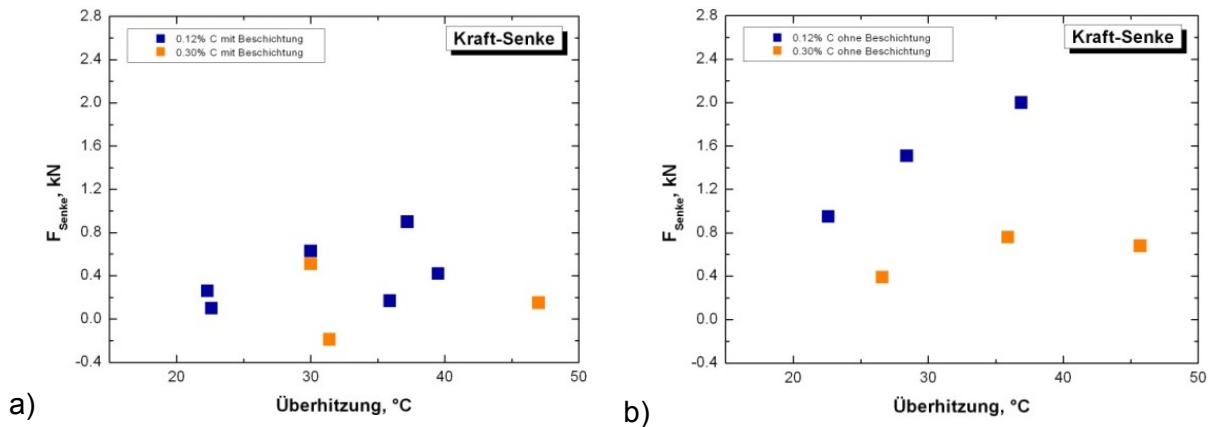 2.8
2.4
2.0
1.6
1.2
0.8
0.4
0.0
-0.4
F_Senke, kN
0.12% C mit Beschichtung
0.30% C mit Beschichtung
Kraft-Senke
20 30 40 50
Überhitzung, °C
a)
2.8
2.4
2.0
1.6
1.2
0.8
0.4
0.0
-0.4
F_Senke, kN
0.12% C ohne Beschichtung
0.30% C ohne Beschichtung
Kraft-Senke
20 30 40 50
Überhitzung, °C
b)